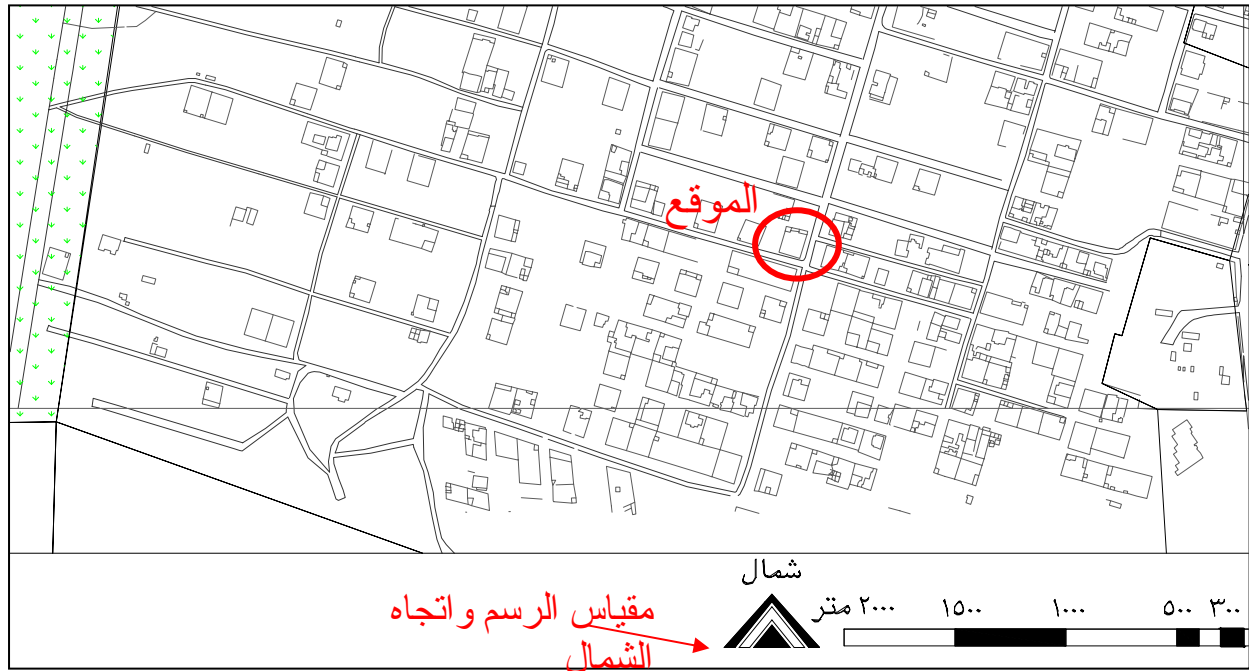 الموقع
شمال
مقياس الرسم واتجاه
الشمال
متر ٢٠٠٠ ١٥٠٠ ١٠٠٠ ٥٠٠ ٣٠٠